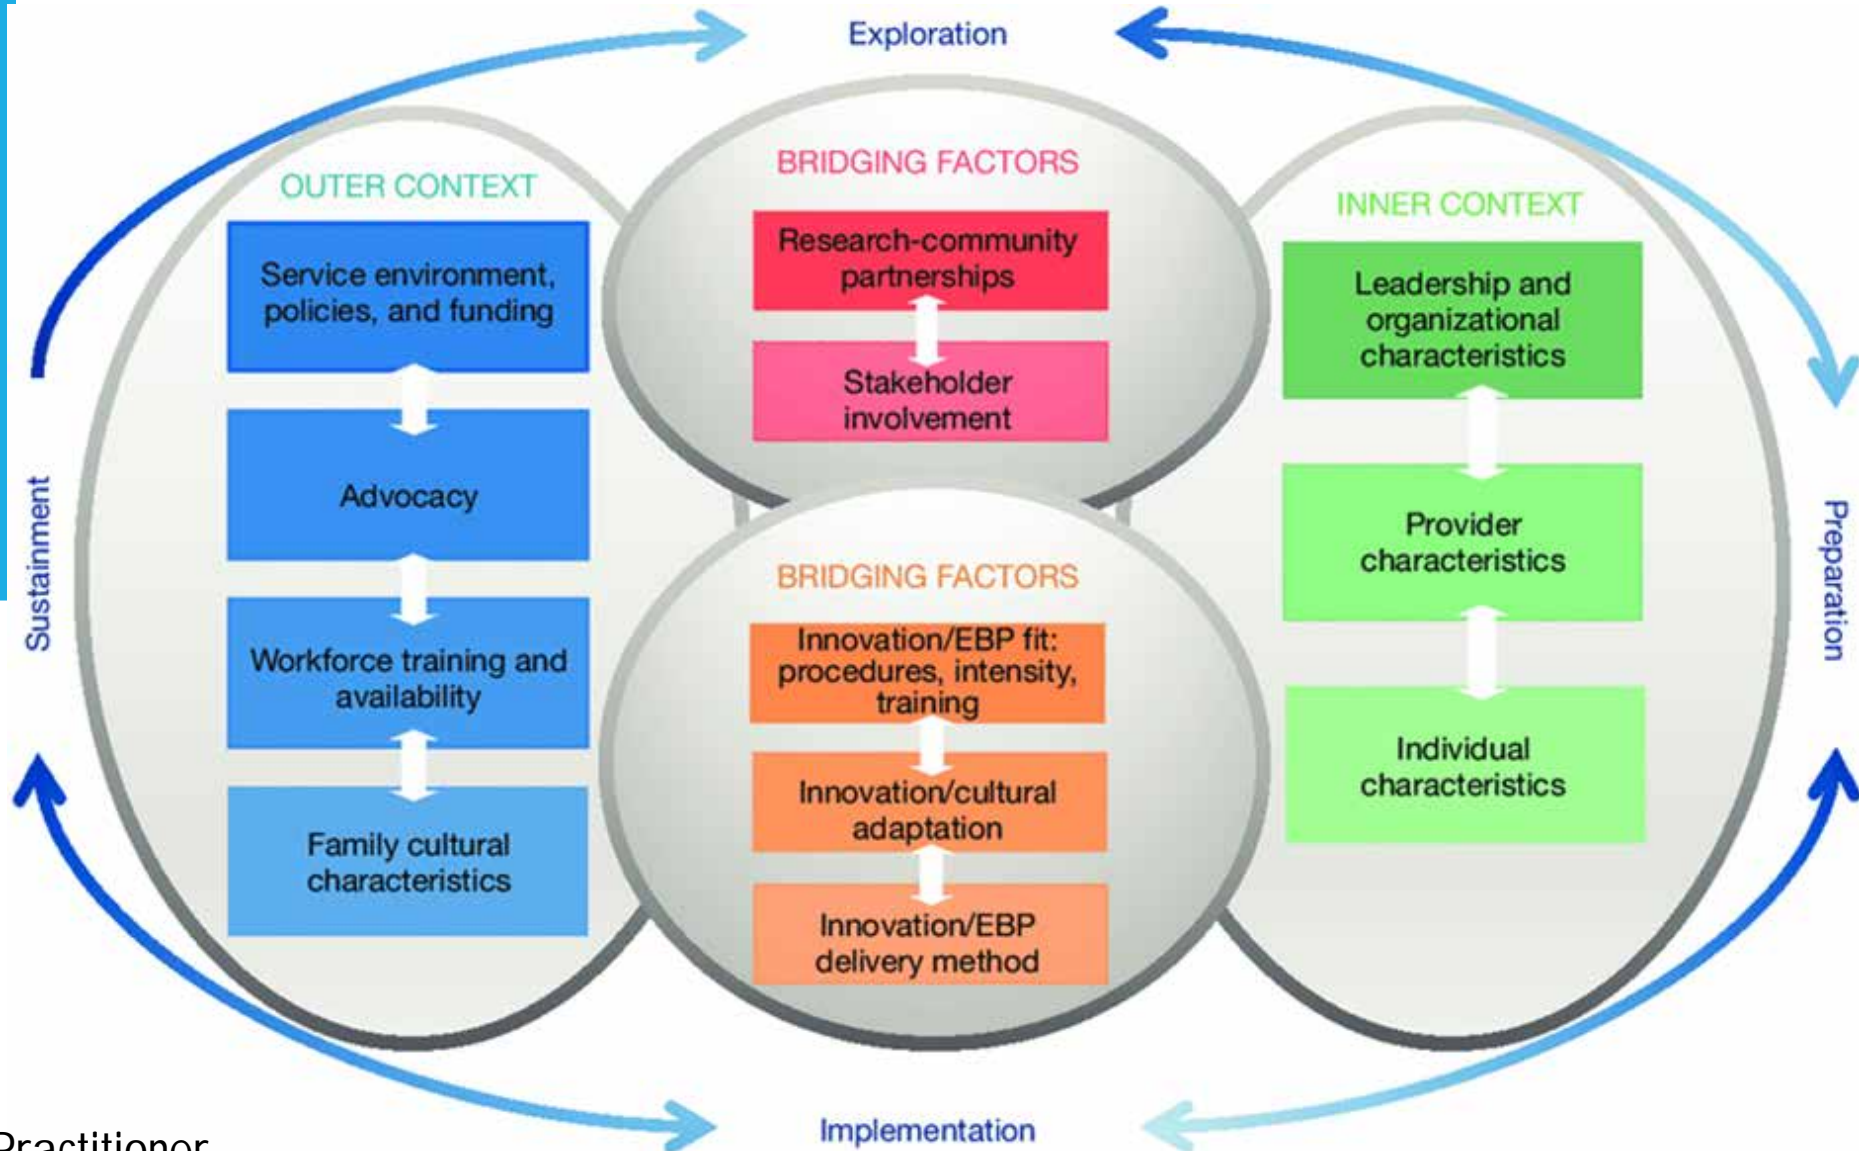 Exploration
OUTER CONTEXT
Service environment,
policies, and funding
Advocacy
Workforce training and
availability
Family cultural
characteristics
BRIDGING FACTORS
Research-community
partnerships
Stakeholder
involvement
BRIDGING FACTORS
Innovation/EBP fit:
procedures, intensity,
training
Innovation/cultural
adaptation
Innovation/EBP
delivery method
INNER CONTEXT
Leadership and
organizational
characteristics
Provider
characteristics
Individual
characteristics
Sustainment
Preparation
Implementation
Practitioner